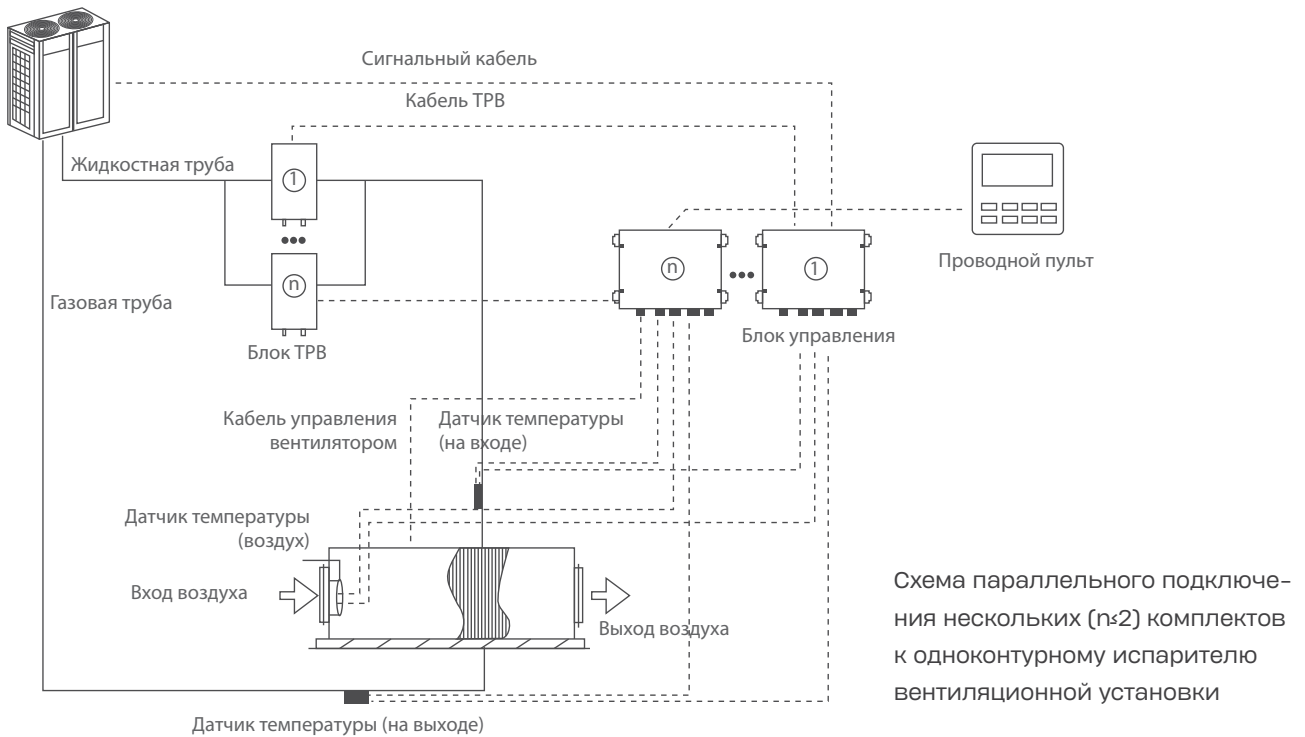 Сигнальный кабель
Кабель ТРВ
Жидкостная труба
1
n
Газовая труба
Блок ТРВ
n
1
Проводной пульт
Блок управления
Кабель управления
вентилятором
Датчик температуры
(на входе)
Датчик температуры
(воздух)
Вход воздуха
Выход воздуха
Датчик температуры (на выходе)
Схема параллельного подключе-
ния нескольких (n≤2) комплектов
к одноконтурному испарителю
вентиляционной установки